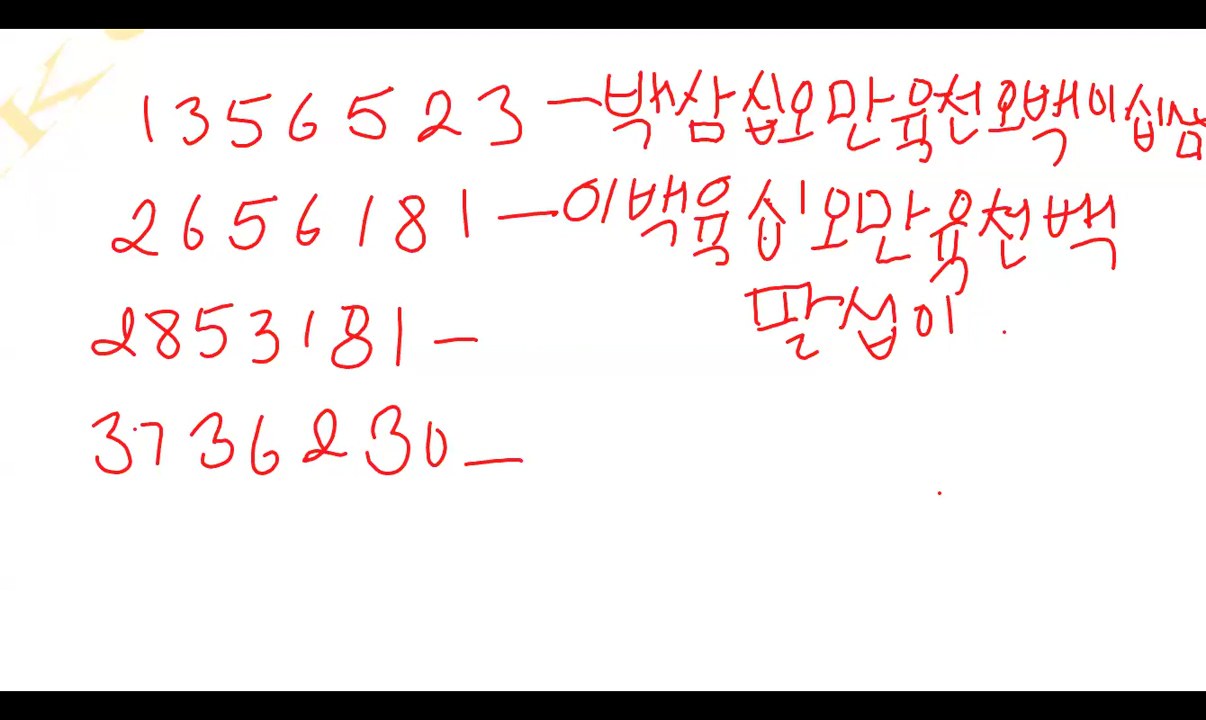 K
1356523 — 백삼십오만육천오백이십삼
2656181 — 이백육십오만육천백
팔십이
2853181 —
3736230 —